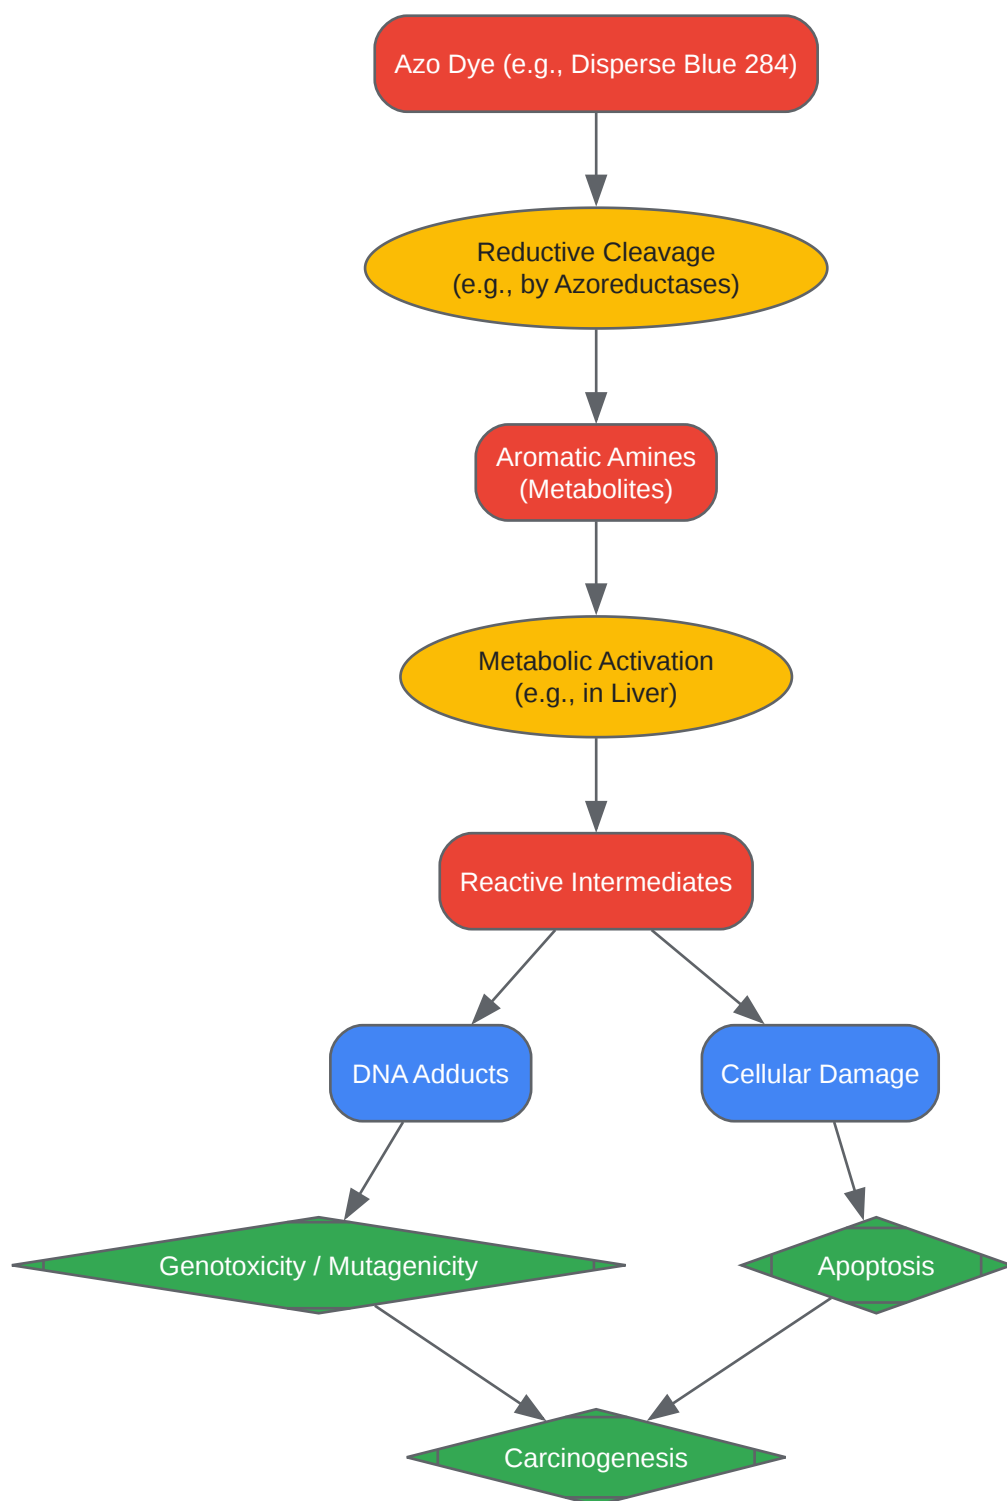 Azo Dye (e.g., Disperse Blue 284)
Reductive Cleavage
(e.g., by Azoreductases)
Aromatic Amines
(Metabolites)
Metabolic Activation
(e.g., in Liver)
Reactive Intermediates
DNA Adducts
Cellular Damage
Genotoxicity / Mutagenicity
Apoptosis
Carcinogenesis